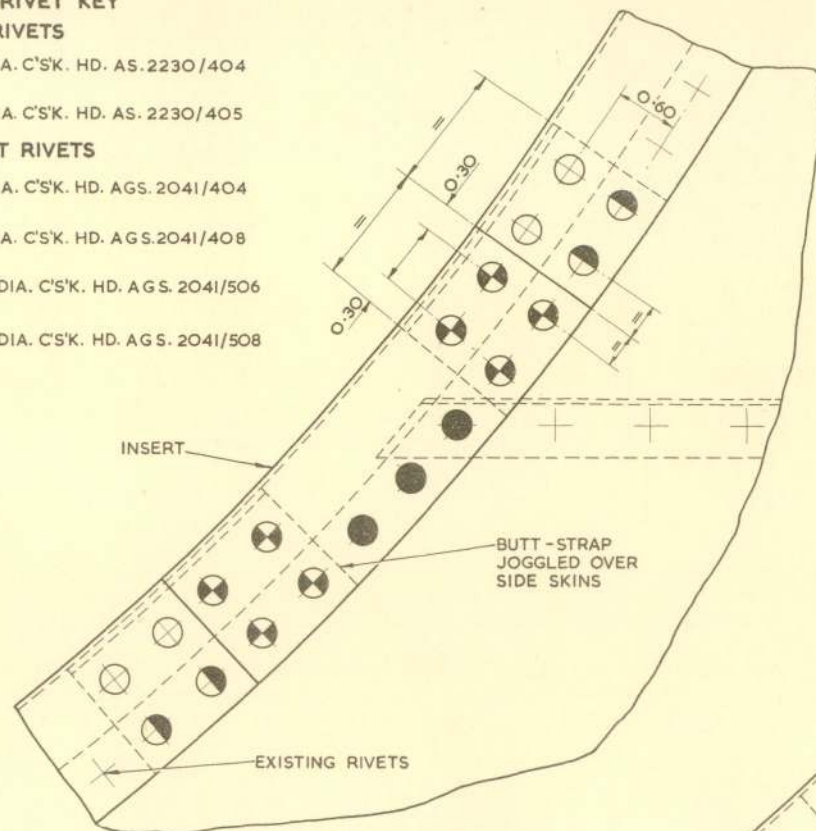 RIVET KEY
RIVETS
A. C'S'K. HD. AS. 2230/404
A. C'S'K. HD. AS. 2230/405
T RIVETS
A. C'S'K. HD. AGS. 2041/404
A. C'S'K. HD. AGS. 2041/408
DIA. C'S'K. HD. AGS. 2041/506
DIA. C'S'K. HD. AGS. 2041/508
0·60
=
0·30
=
0·30
=
=
INSERT
BUTT-STRAP
JOGGLED OVER
SIDE SKINS
EXISTING RIVETS